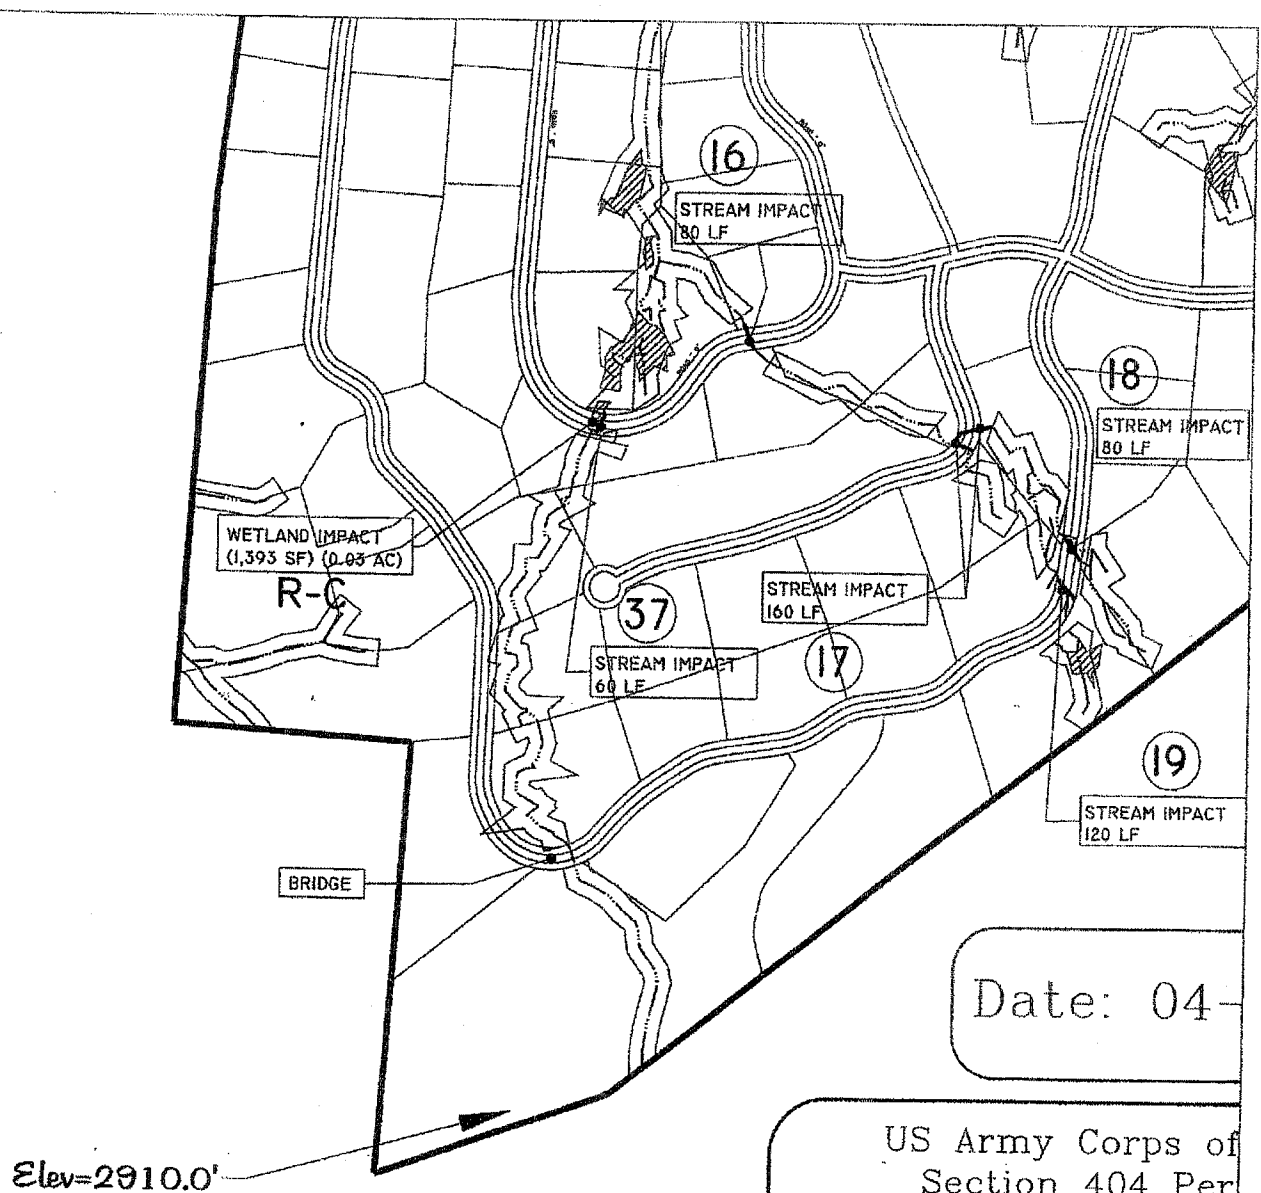 16
STREAM IMPACT
80 LF
18
STREAM IMPACT
80 LF
WETLAND IMPACT
(1,393 SF) (0.03 AC)
R-C
STREAM IMPACT
160 LF
37
STREAM IMPACT
60 LF
17
19
STREAM IMPACT
120 LF
BRIDGE
Date: 04-
US Army Corps of
Section 404 Per
Elev=2910.0'